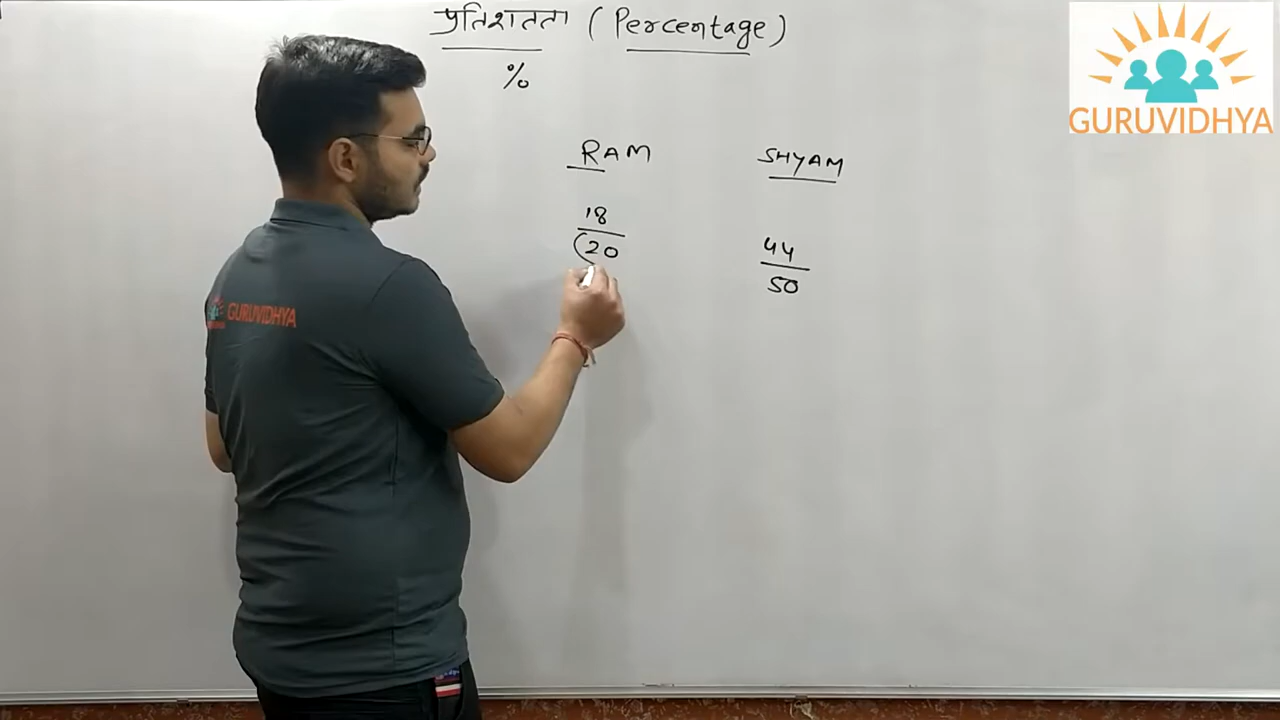 प्रतिशतता (Percentage)
%
RAM SHYAM
18
20
44
50
GURUVIDHYA
GURUVIDHYA